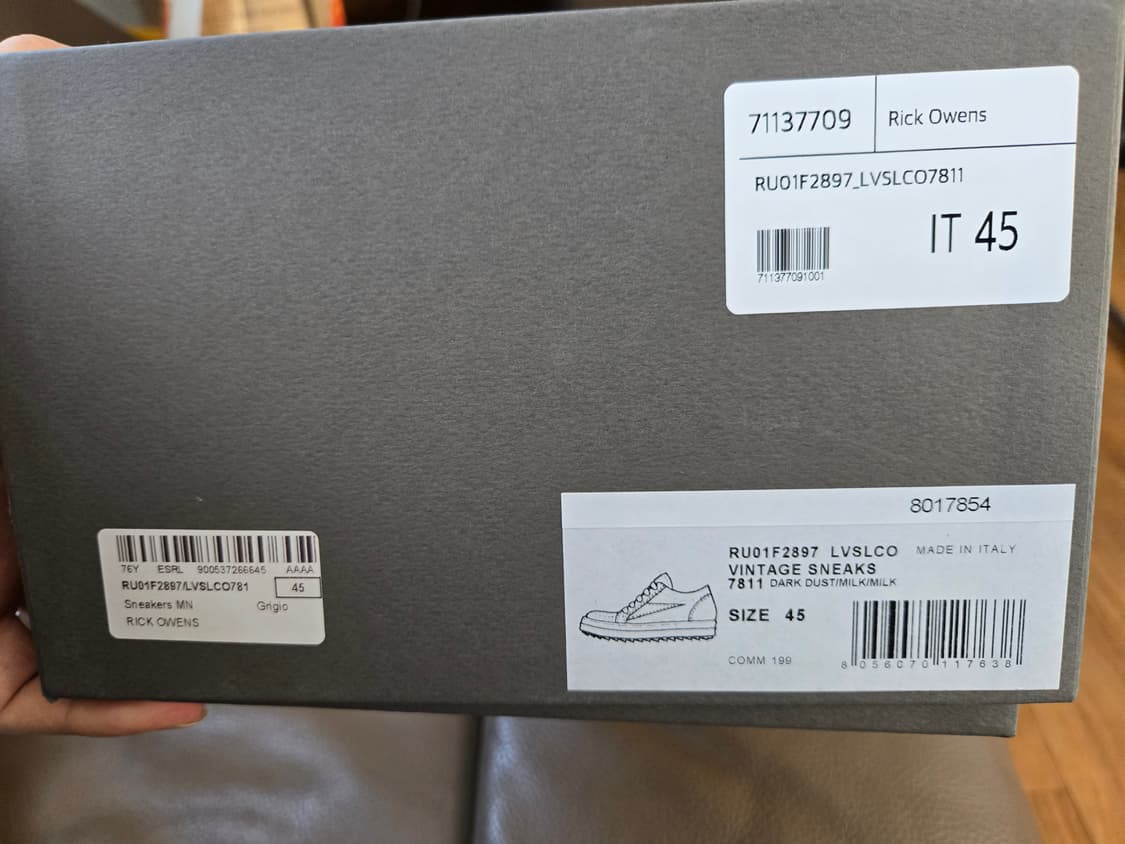 71137709 Rick Owens
RU01F2897_LVSLCO7811
IT 45
711377091001
8017854
RU01F2897 LVSLCO MADE IN ITALY
VINTAGE SNEAKS
7811 DARK DUST/MILK/MILK
SIZE 45
COMM 199
8 056070 117638
76Y ESRL 900537266645 AAAA
RU01F2897/LVSLCO781 45
Sneakers MN Grigio
RICK OWENS